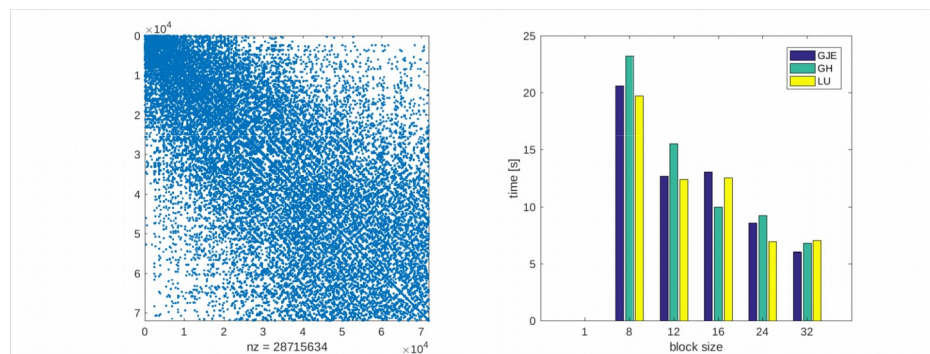 ×10⁴
0
1
2
3
4
5
6
7
0 1 2 3 4 5 6 7
nz = 28715634
×10⁴
25
20
15
10
5
0
time [s]
GJE
GH
LU
1 8 12 16 24 32
block size